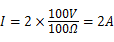 I = 2 × 100V / 100Ω = 2A